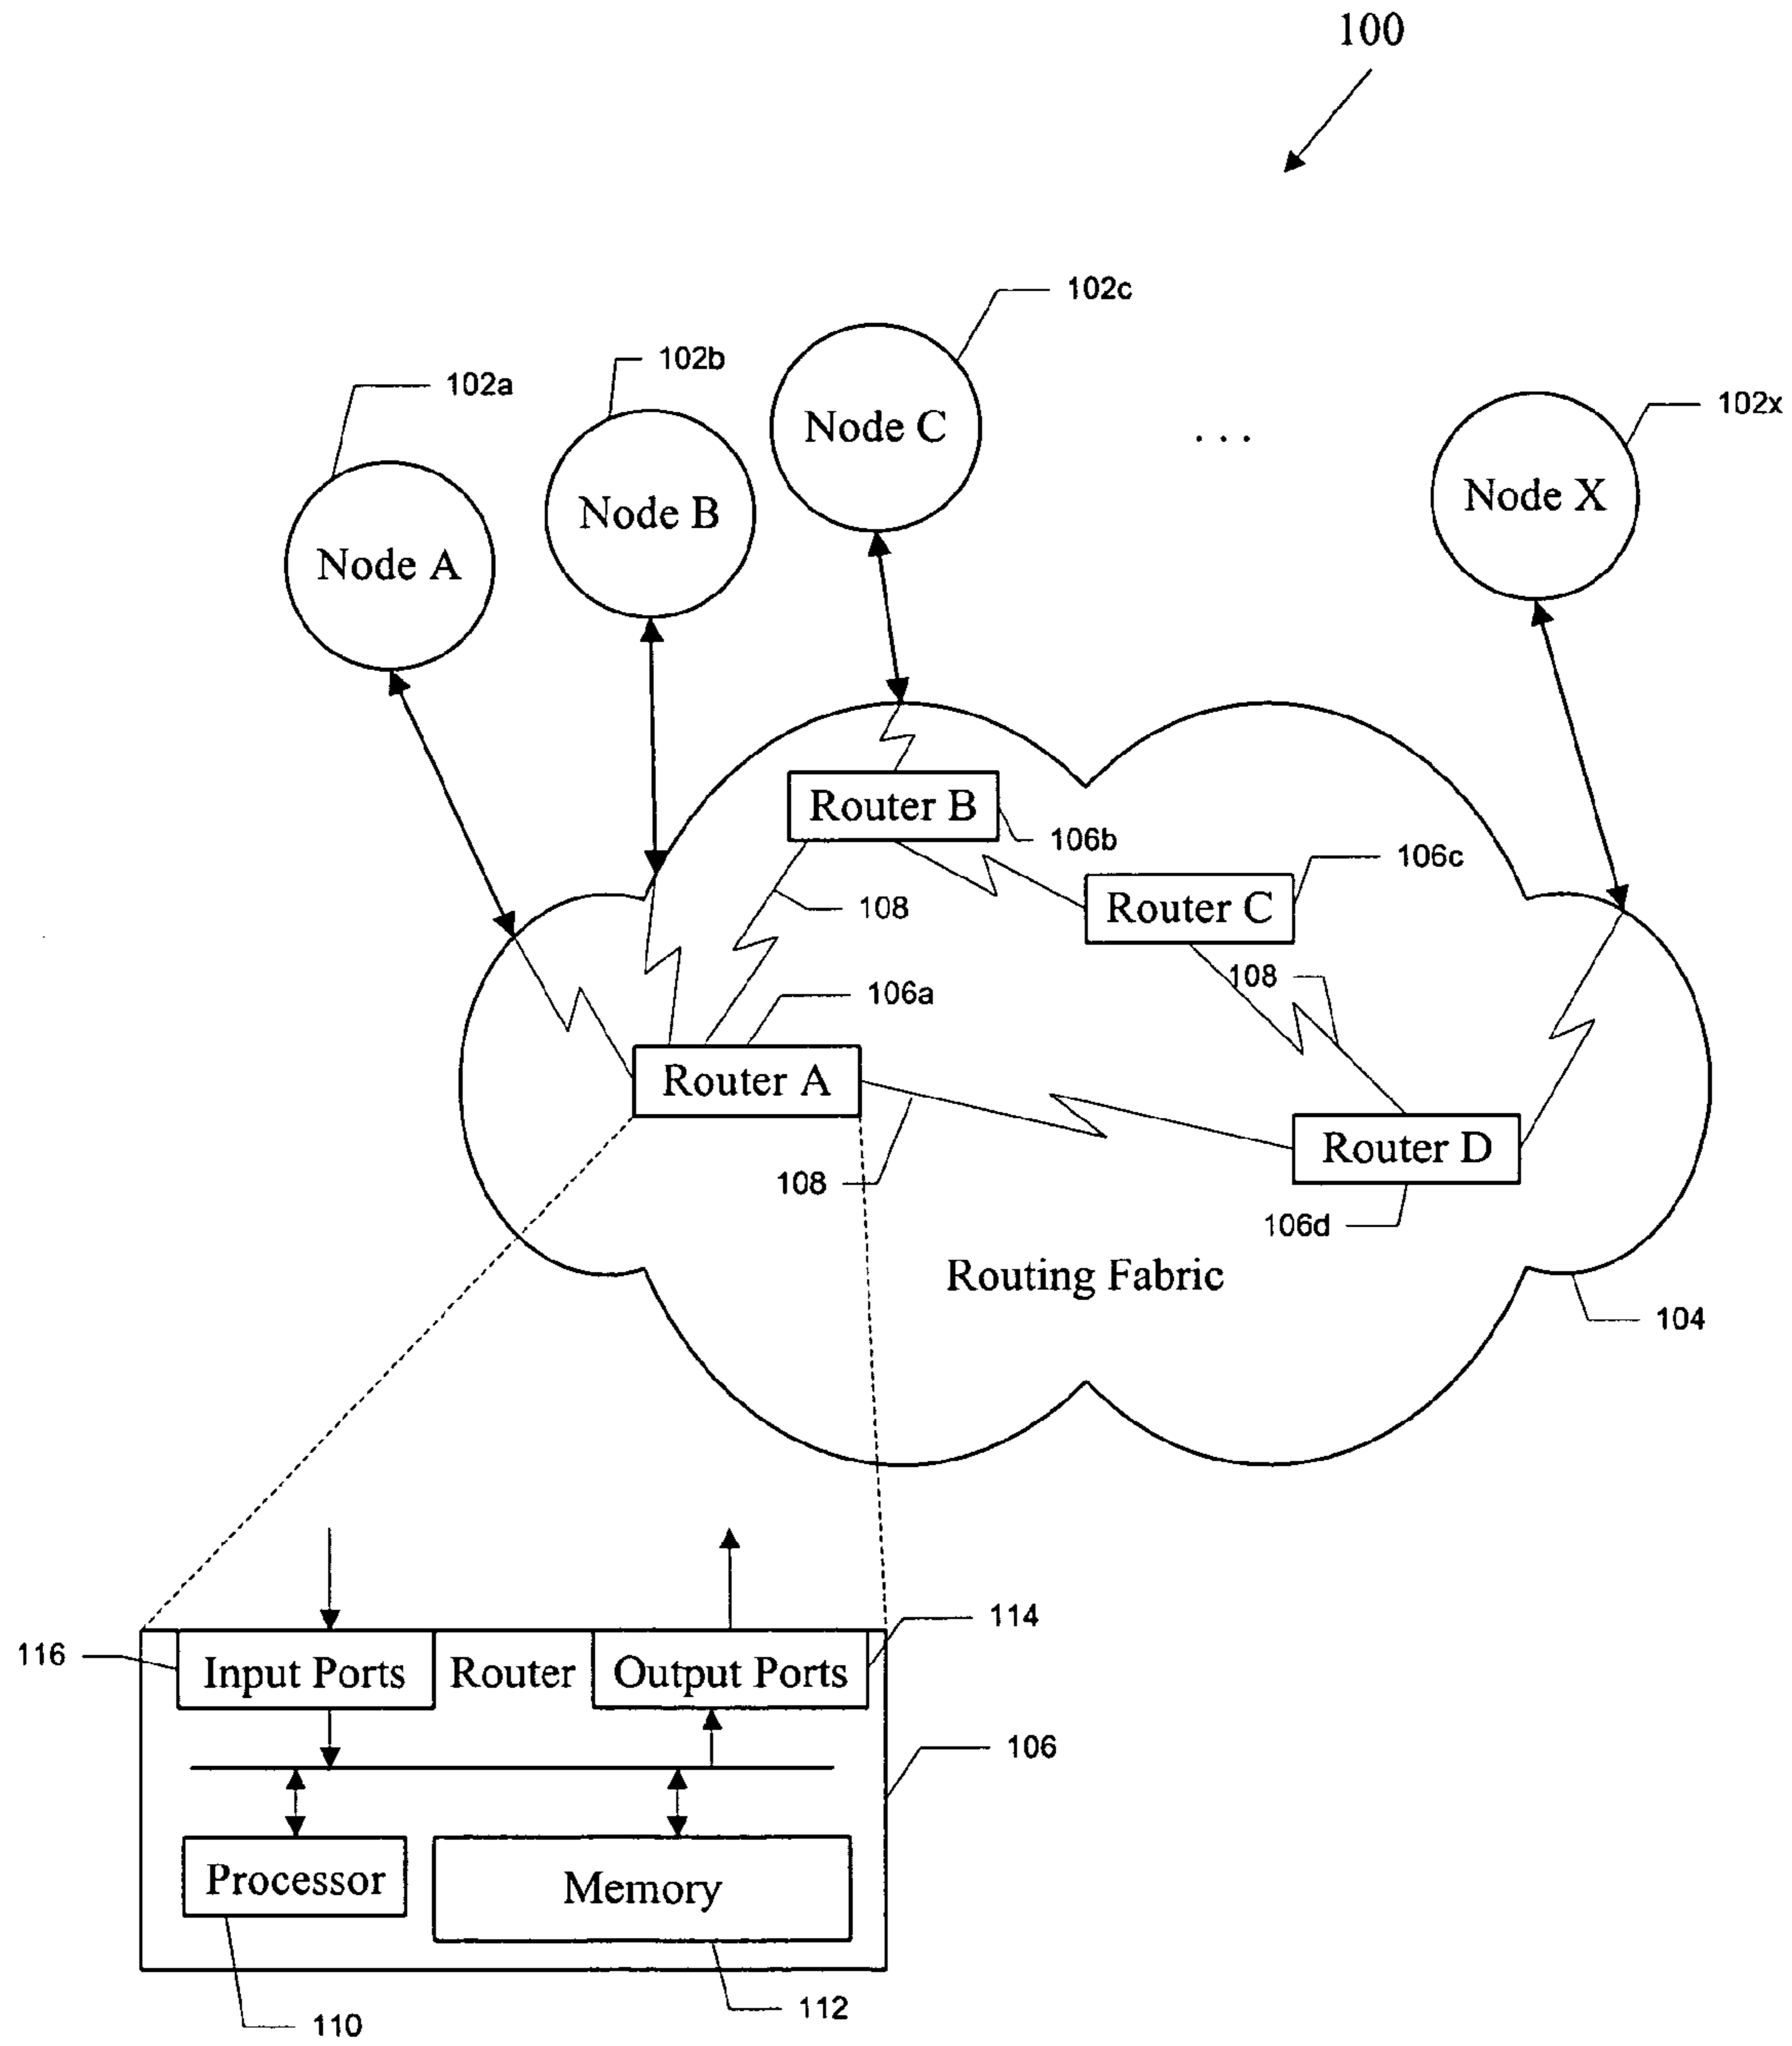 100
102c
102b
102a
102x
Node C
Node B
Node X
Node A
. . .
Router B
106b
106c
Router C
108
108
106a
Router A
Router D
108
106d
Routing Fabric
104
114
116
Input Ports
Router
Output Ports
106
Processor
Memory
112
110